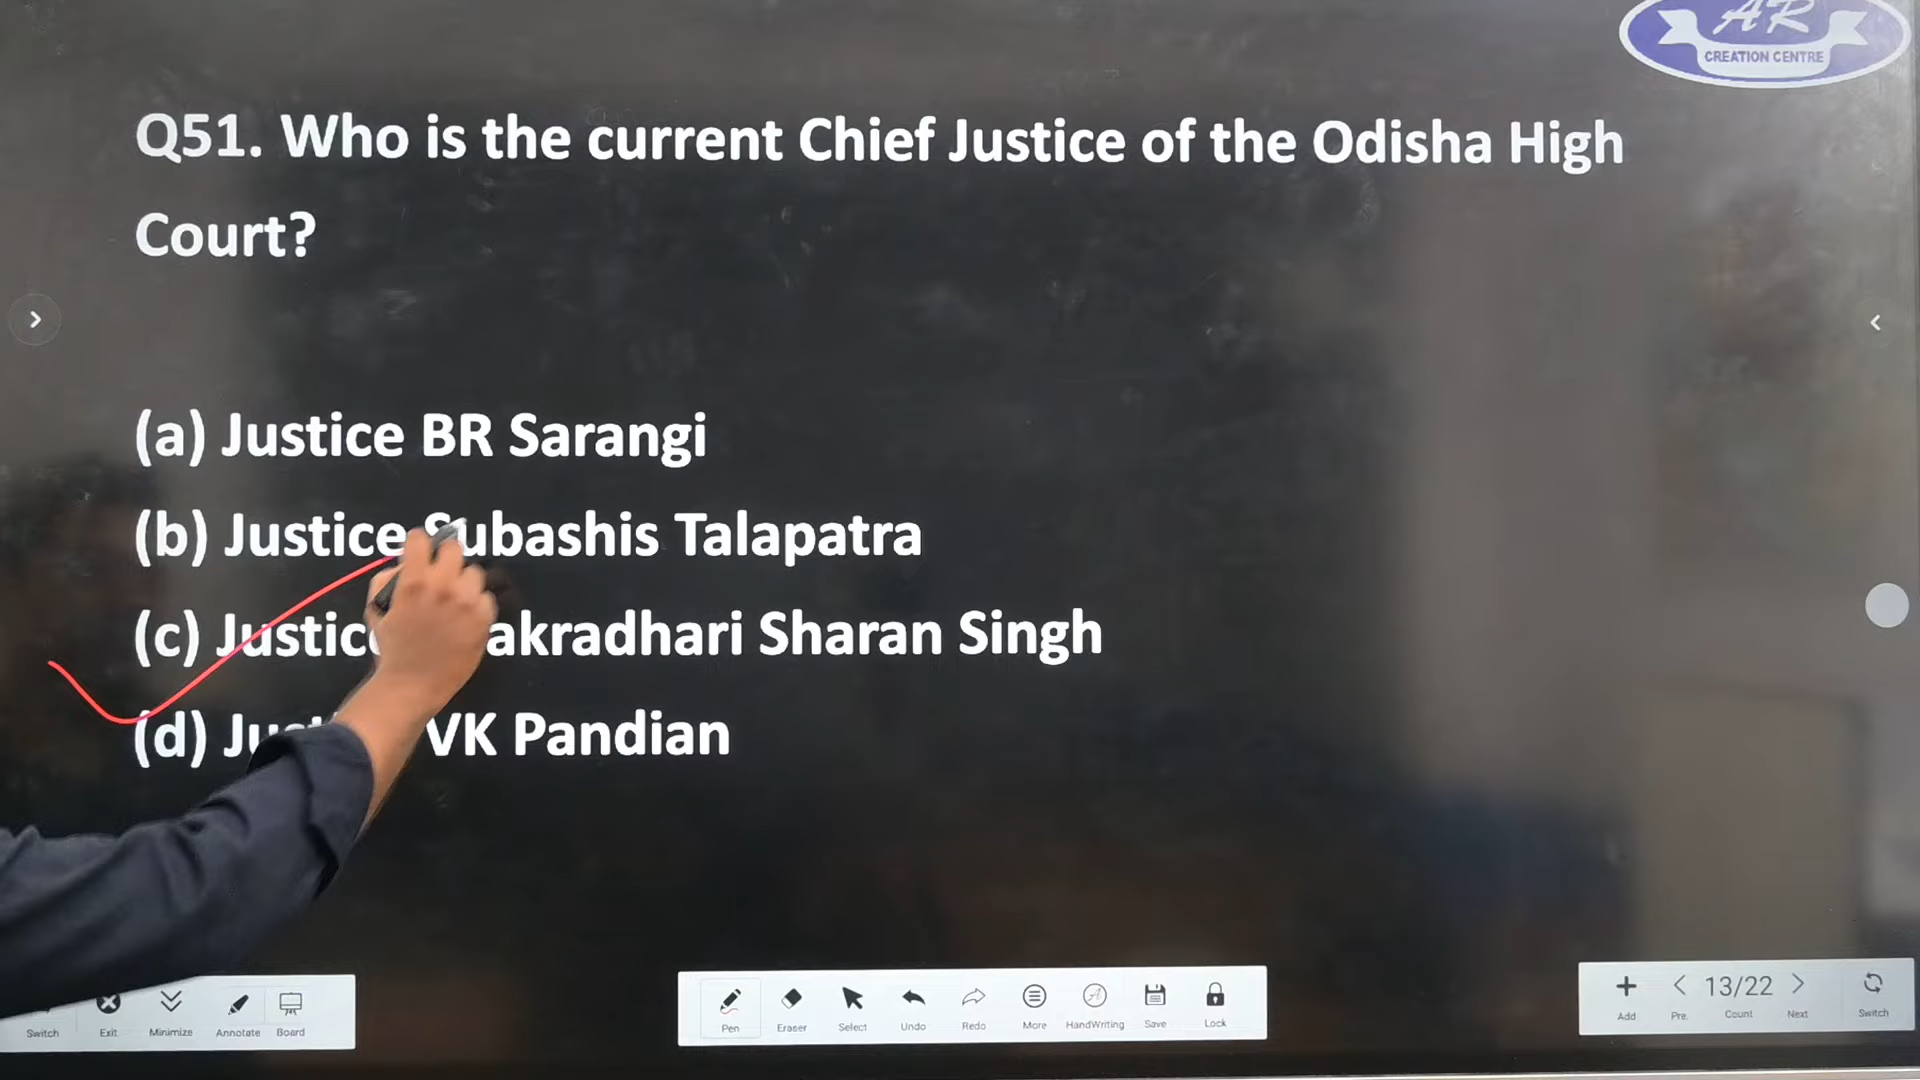 AR
CREATION CENTRE
Q51. Who is the current Chief Justice of the Odisha High
Court?
(a) Justice BR Sarangi
(b) Justice Subashis Talapatra
(c) Justic akradhari Sharan Singh
(d) Ju VK Pandian
Switch Exit Minimize Annotate Board
Pen Eraser Select Undo Redo More HandWriting Save Lock
13/22
Add Pre. Count Next Switch